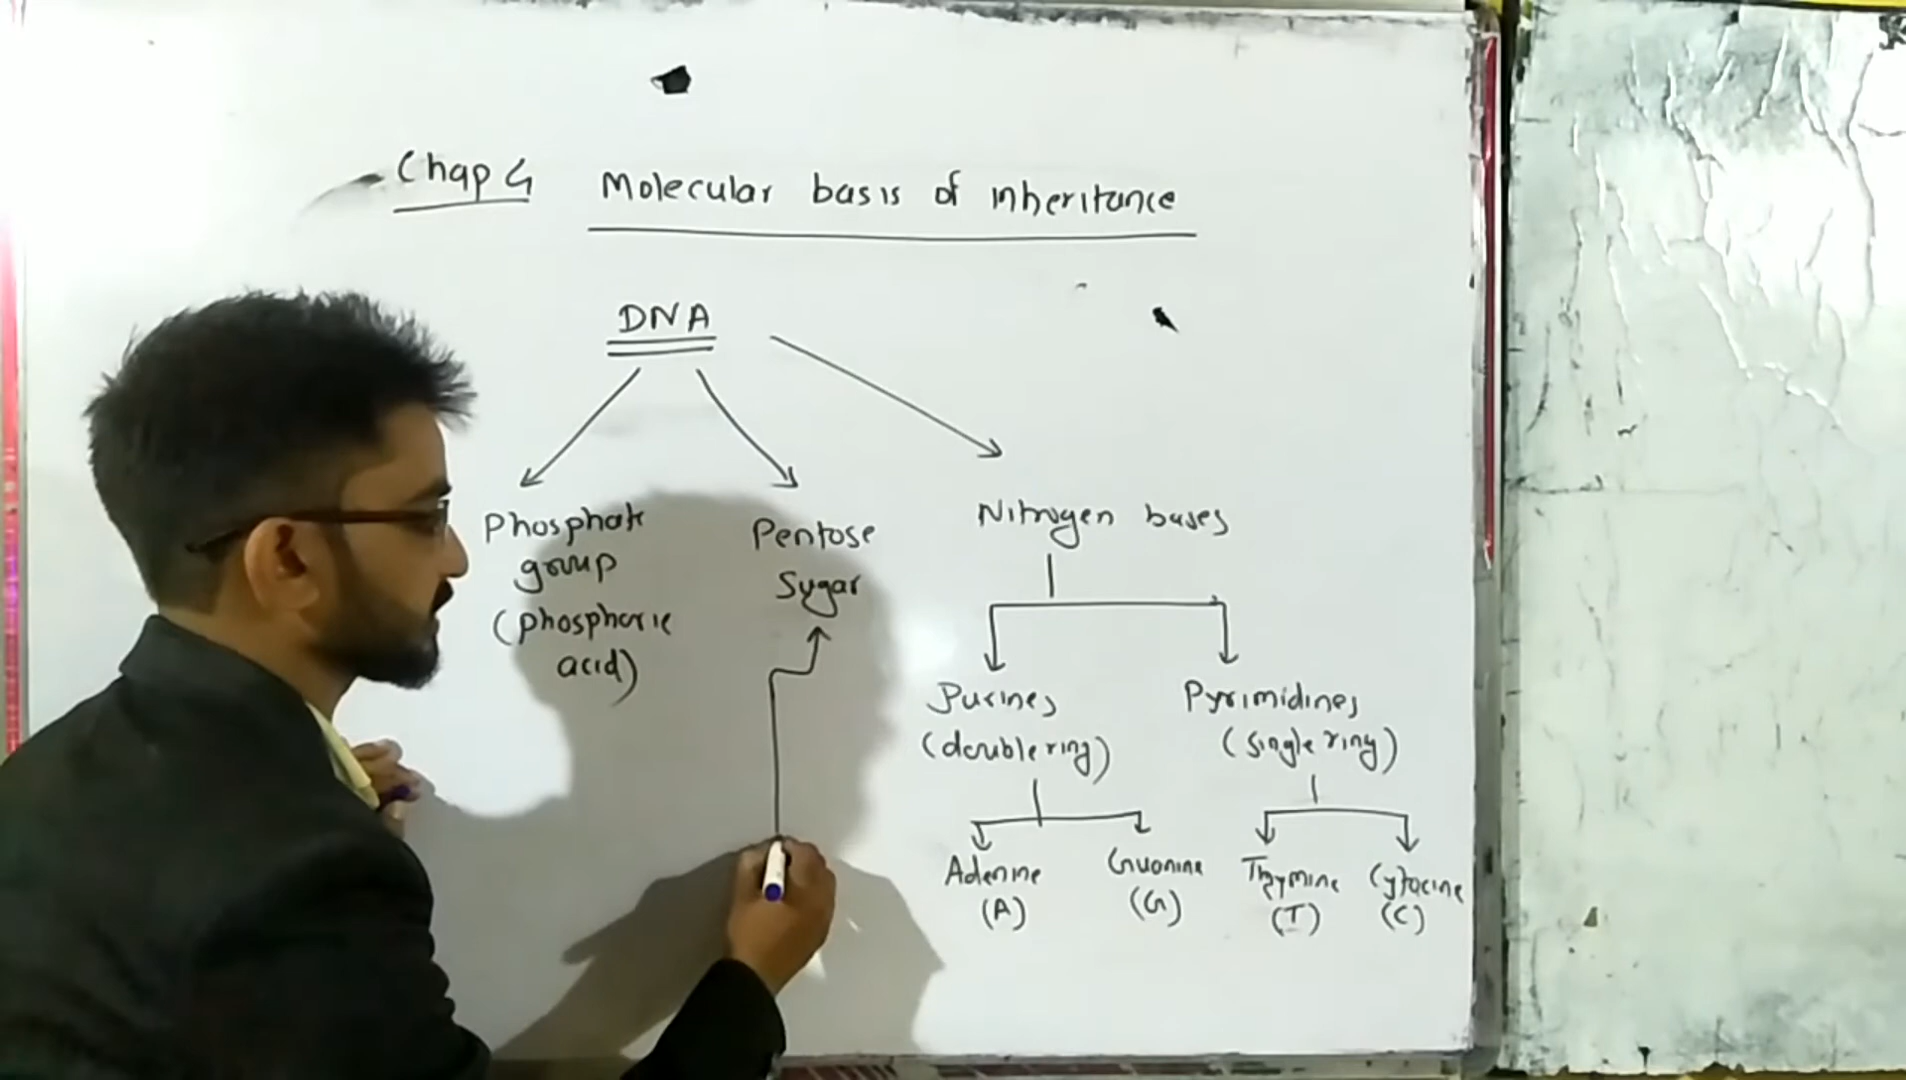 Chap 4 Molecular basis of inheritance
DNA
Phosphate
group
(phosphoric
acid)
Pentose
Sugar
Nitrogen bases
Purines
(double ring)
Pyrimidines
(single ring)
Adenine
(A)
Guanine
(G)
Thymine
(T)
Cytocine
(C)